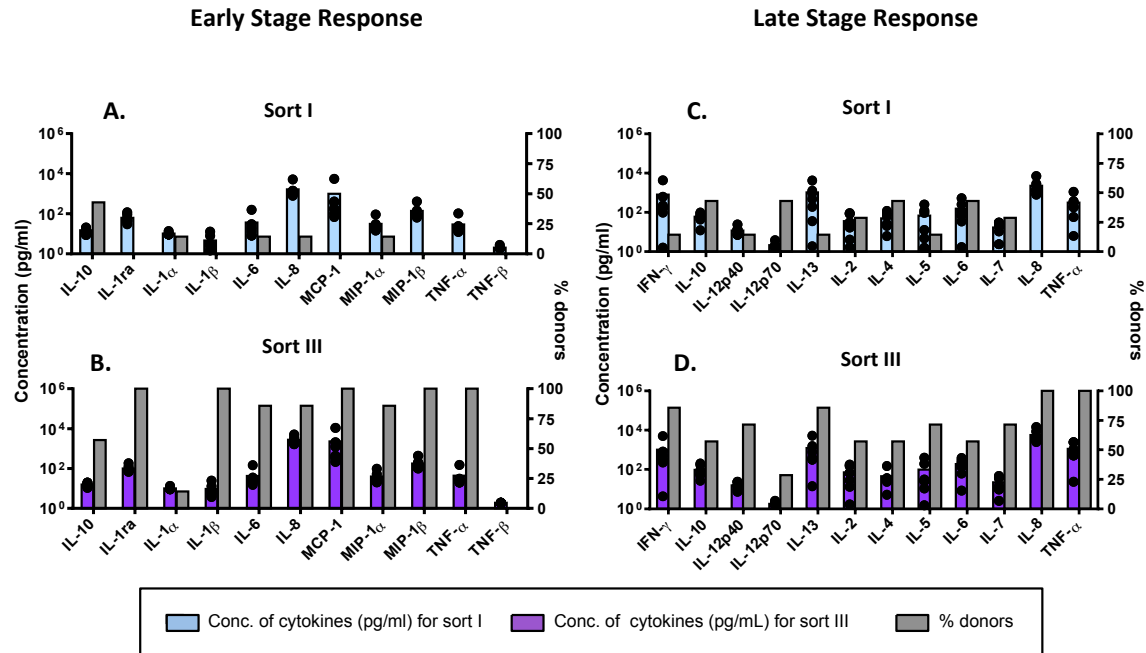 Early Stage Response
Late Stage Response
A.
Sort I
Concentration (pg/ml)
10⁶
10⁴
10²
10⁰
100
75
50
25
0
% donors
IL-10
IL-1ra
IL-1α
IL-1β
IL-6
IL-8
MCP-1
MIP-1α
MIP-1β
TNF-α
TNF-β
B.
Sort III
10⁶
10⁴
10²
10⁰
100
75
50
25
0
IL-10
IL-1ra
IL-1α
IL-1β
IL-6
IL-8
MCP-1
MIP-1α
MIP-1β
TNF-α
TNF-β
C.
Sort I
Concentration (pg/ml)
10⁶
10⁴
10²
10⁰
100
75
50
25
0
% donors
IFN-γ
IL-10
IL-12p40
IL-12p70
IL-13
IL-2
IL-4
IL-5
IL-6
IL-7
IL-8
TNF-α
D.
Sort III
10⁶
10⁴
10²
10⁰
100
75
50
25
0
IFN-γ
IL-10
IL-12p40
IL-12p70
IL-13
IL-2
IL-4
IL-5
IL-6
IL-7
IL-8
TNF-α
Conc. of cytokines (pg/ml) for sort I
Conc. of cytokines (pg/mL) for sort III
% donors